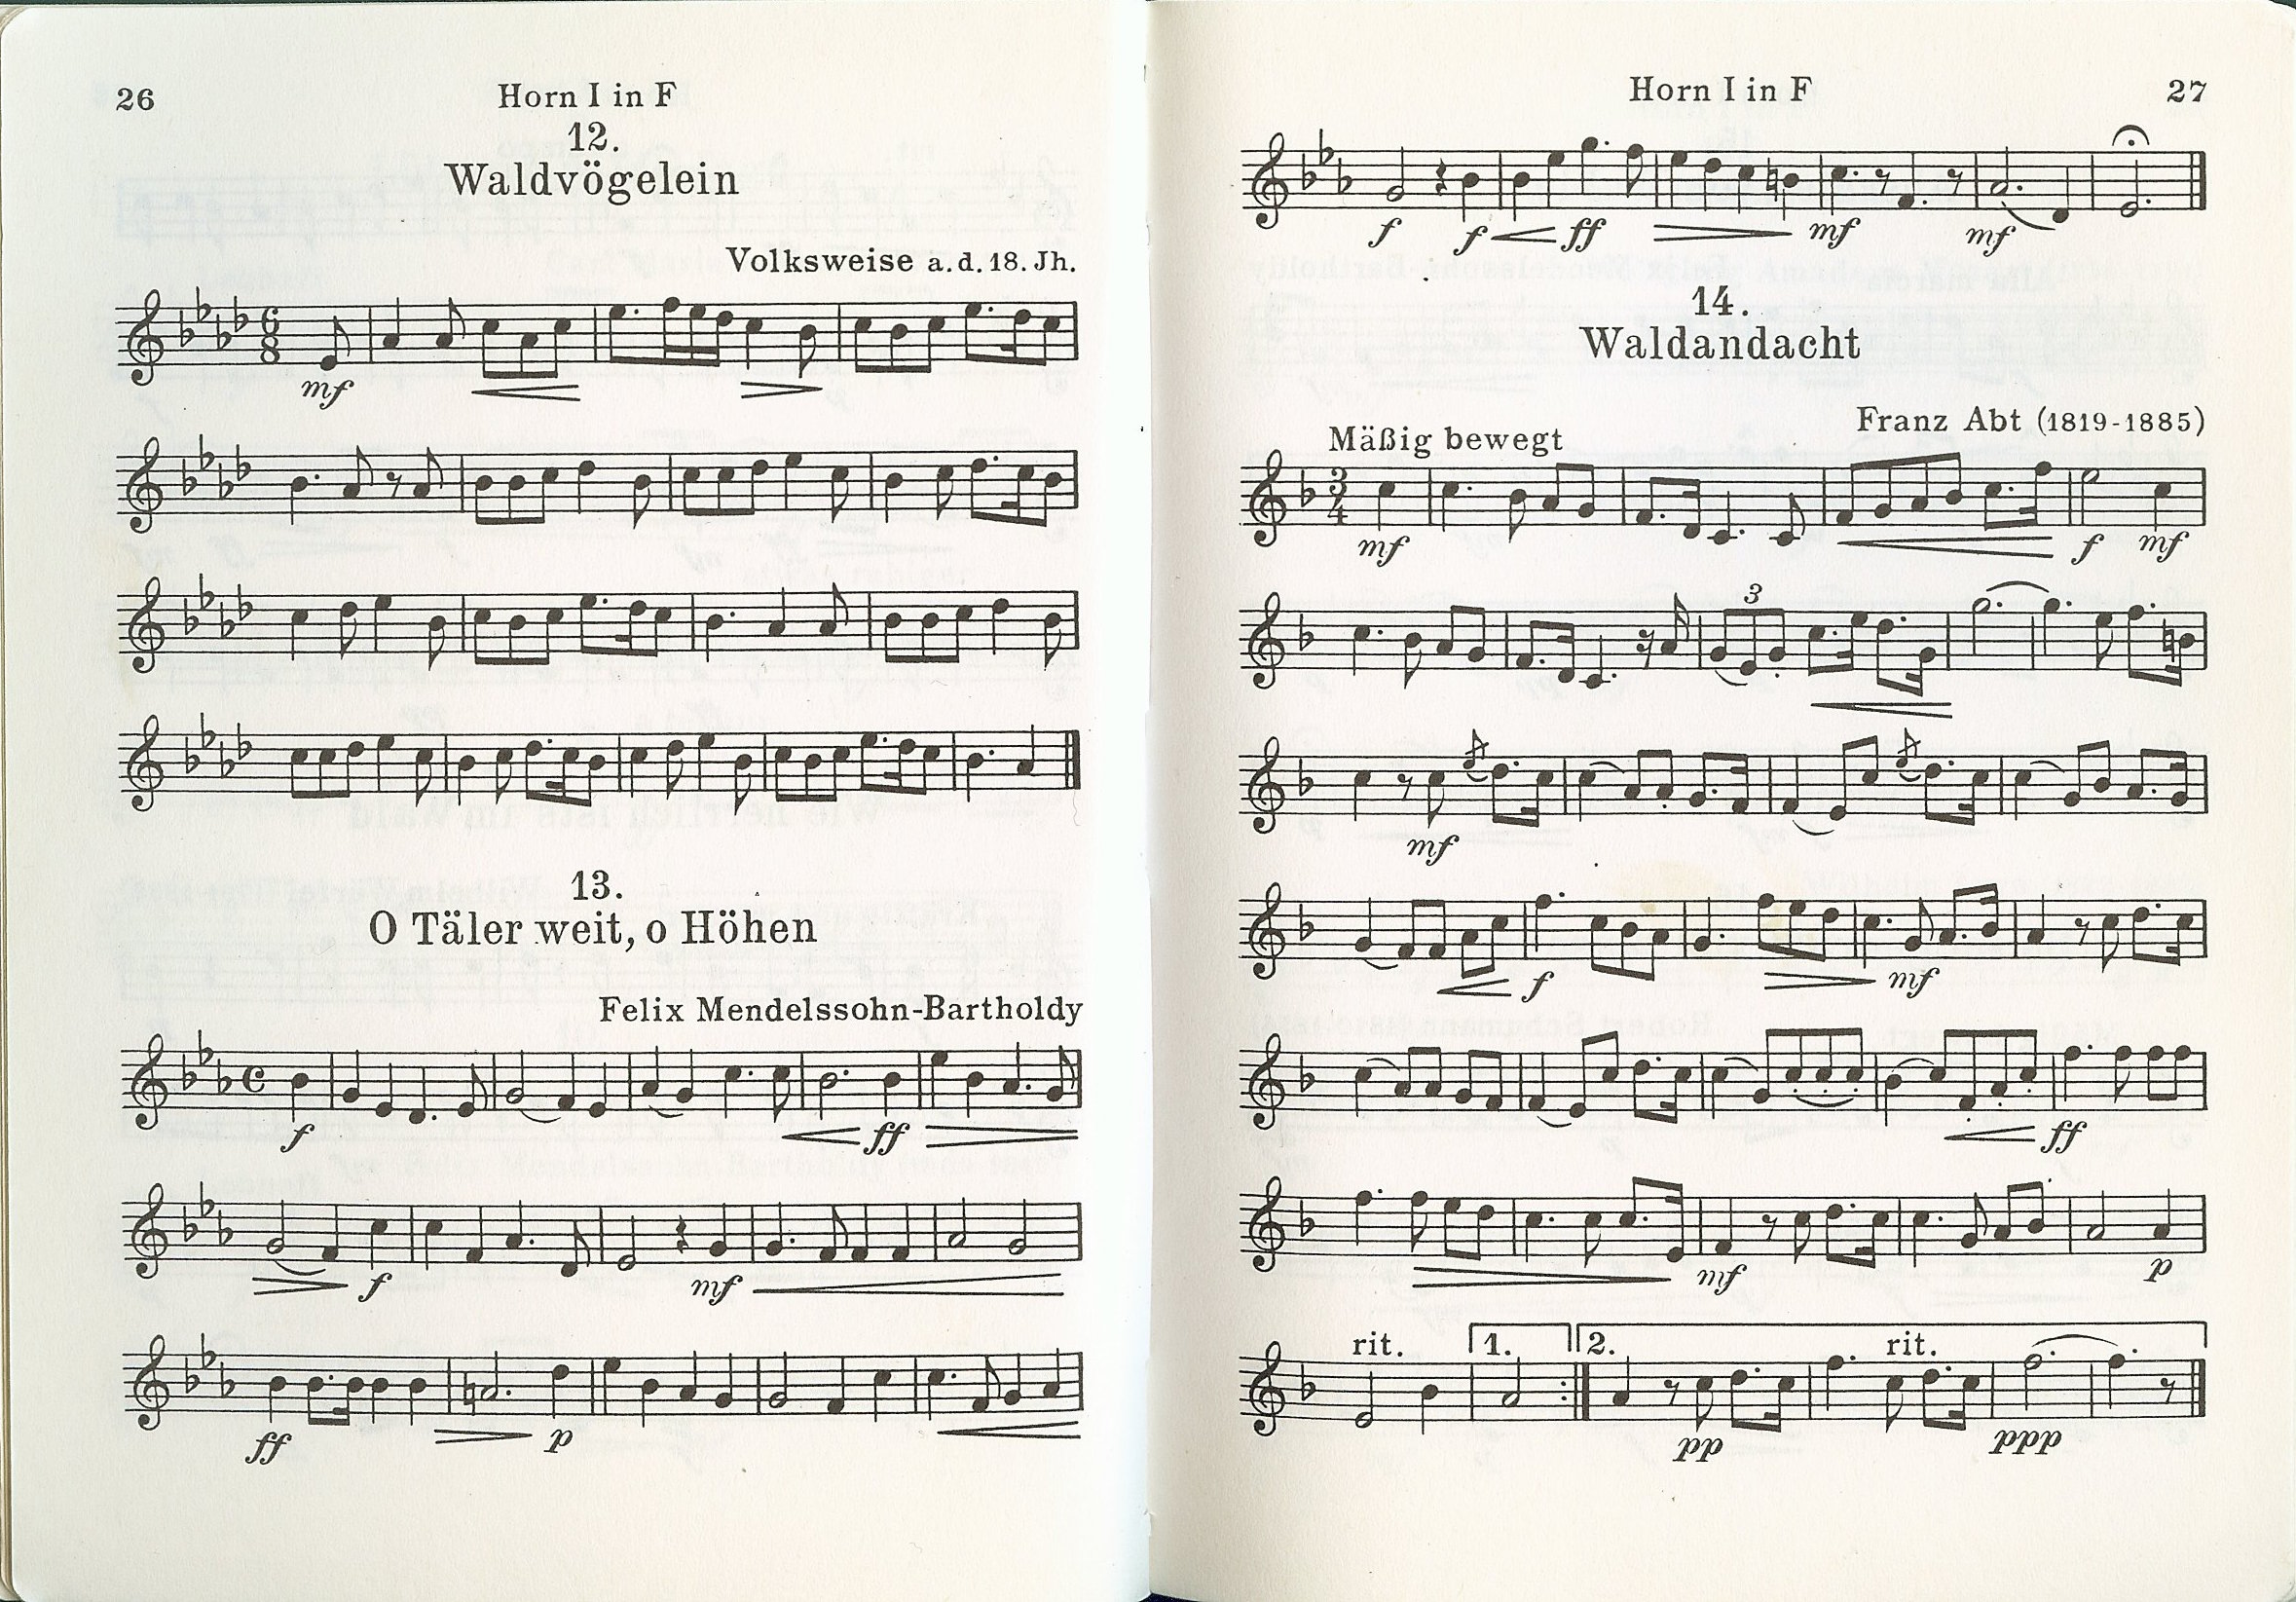 26
Horn I in F
12.
Waldvögelein
Volksweise a. d. 18. Jh.
6
8
mf
13.
O Täler weit, o Höhen
Felix Mendelssohn-Bartholdy
f
ff
f
mf
ff
p
Horn I in F
27
f f ff mf mf
14.
Waldandacht
Franz Abt (1819-1885)
Mäßig bewegt
3
4
mf f mf
3
mf
f mf
ff
mf p
rit. 1. 2. rit.
pp ppp